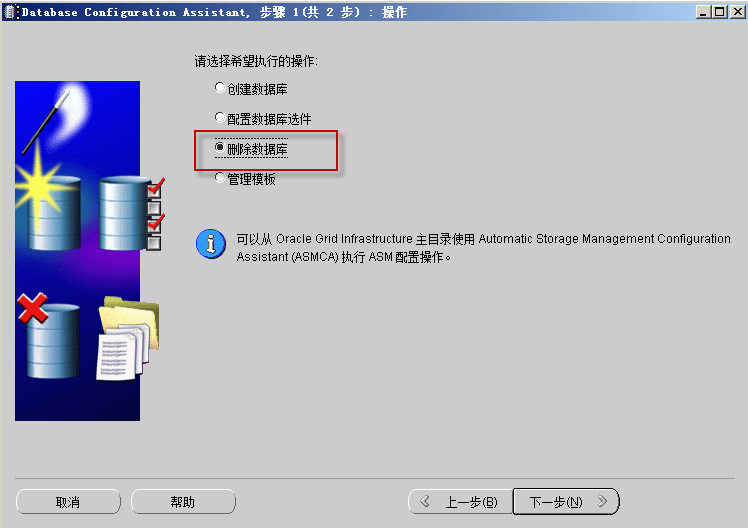 Database Configuration Assistant, 步骤 1(共 2 步) : 操作
请选择希望执行的操作:
创建数据库
配置数据库选件
删除数据库
管理模板
可以从 Oracle Grid Infrastructure 主目录使用 Automatic Storage Management Configuration
Assistant (ASMCA) 执行 ASM 配置操作。
取消
帮助
上一步(B)
下一步(N)